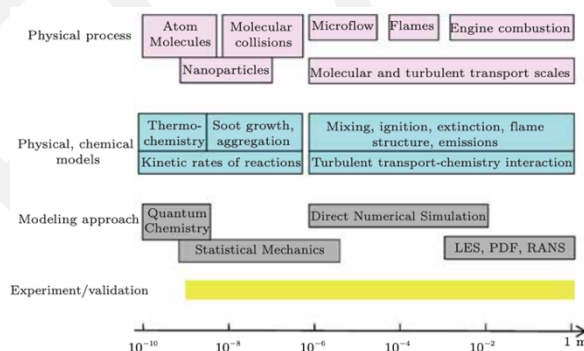 Physical process
Atom
Molecules
Molecular
collisions
Microflow
Flames
Engine combustion
Nanoparticles
Molecular and turbulent transport scales
Physical, chemical
models
Thermo-
chemistry
Soot growth,
aggregation
Mixing, ignition, extinction, flame
structure, emissions
Kinetic rates of reactions
Turbulent transport-chemistry interaction
Modeling approach
Quantum
Chemistry
Direct Numerical Simulation
Statistical Mechanics
LES, PDF, RANS
Experiment/validation
10⁻¹⁰ 10⁻⁸ 10⁻⁶ 10⁻⁴ 10⁻² 1